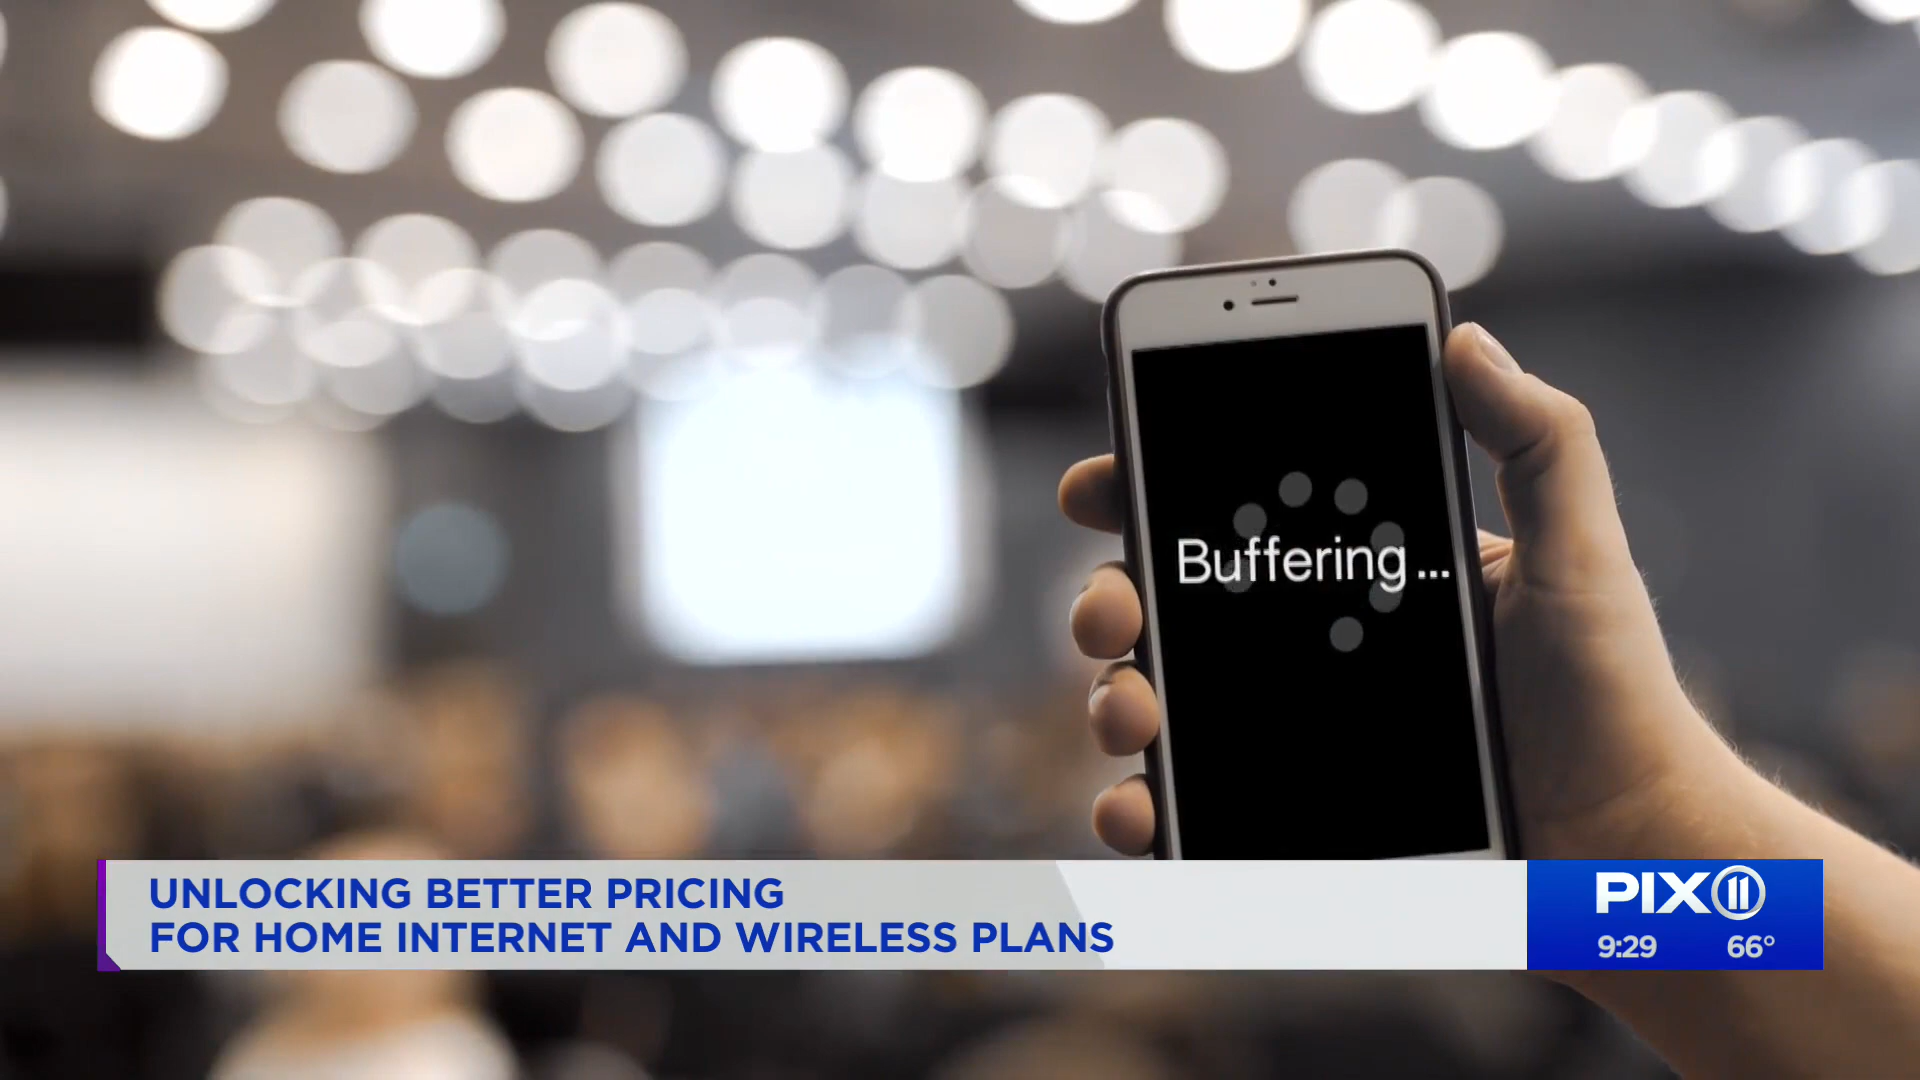 Buffering...
UNLOCKING BETTER PRICING
FOR HOME INTERNET AND WIRELESS PLANS
PIX11
9:29 66°